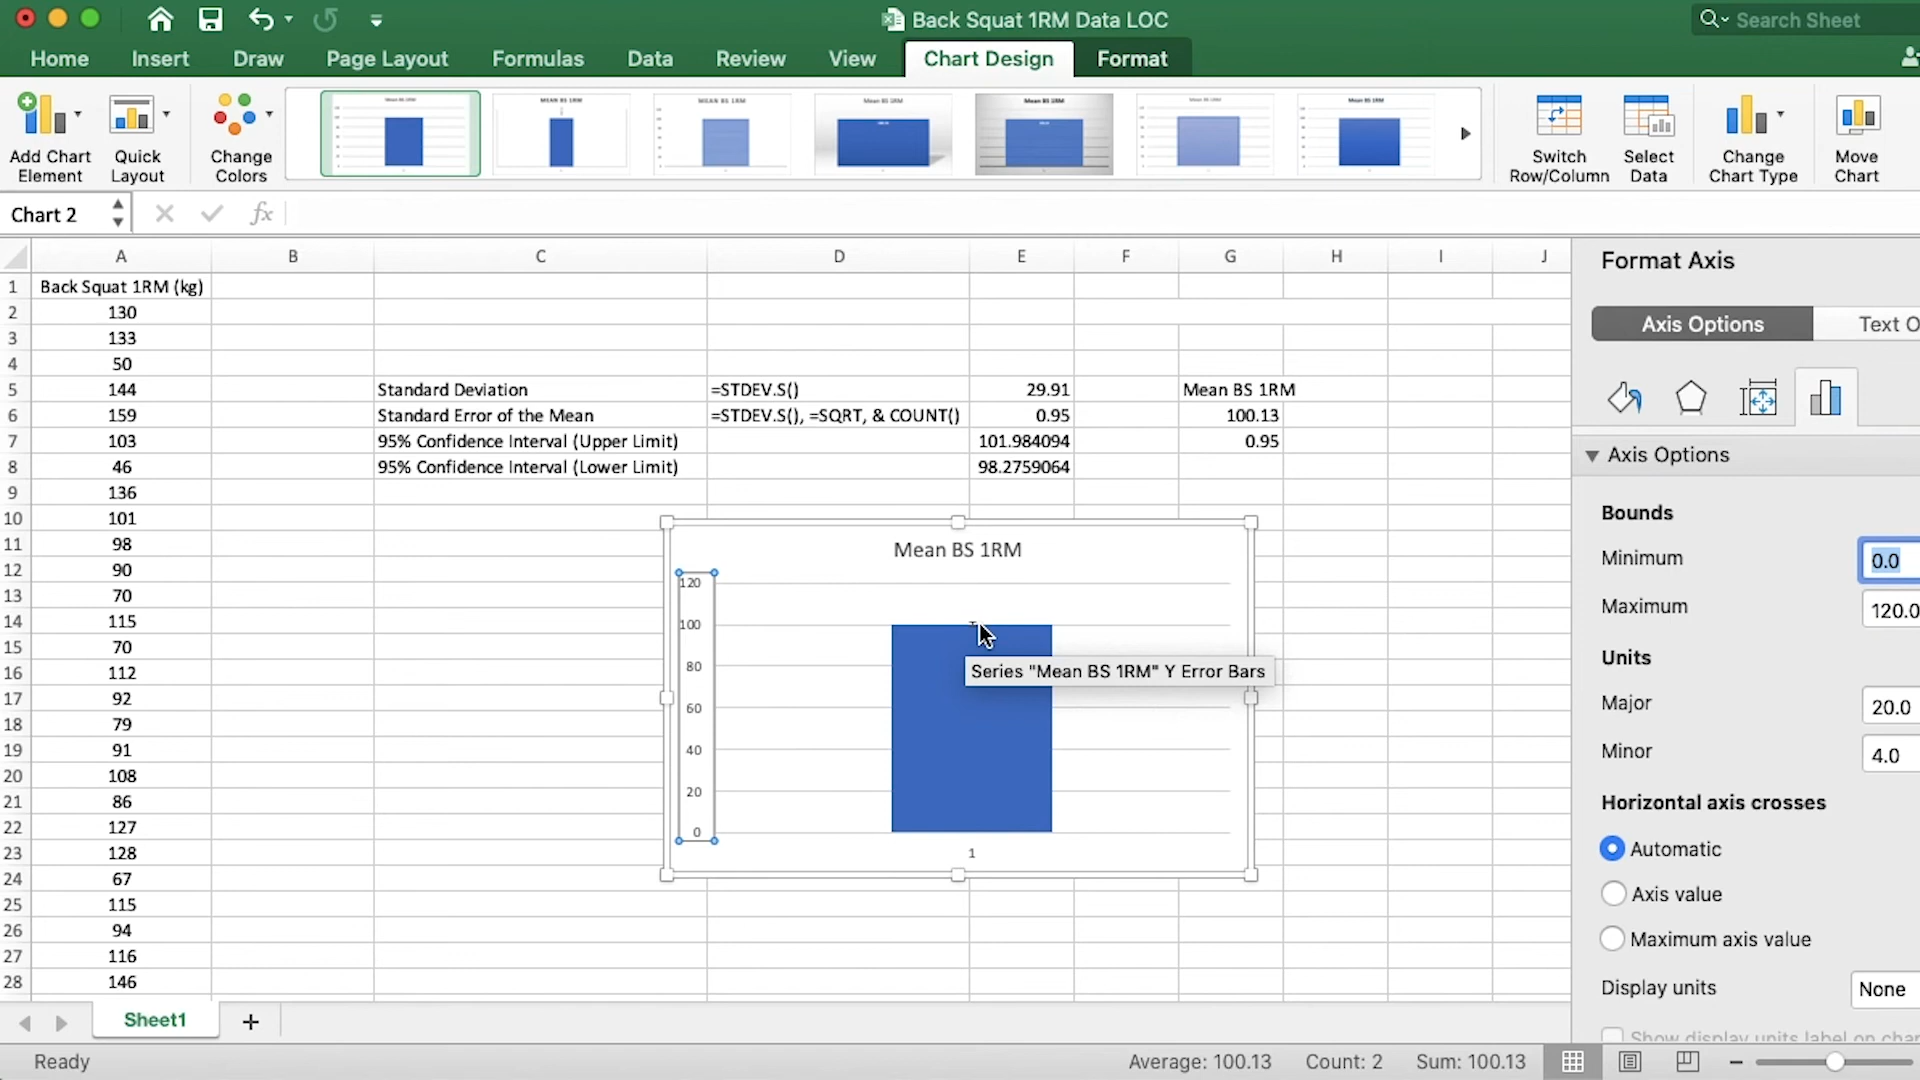 Back Squat 1RM Data LOC
Search Sheet
Home Insert Draw Page Layout Formulas Data Review View Chart Design Format
Add Chart Element
Quick Layout
Change Colors
Switch Row/Column
Select Data
Change Chart Type
Move Chart
Chart 2
fx
A B C D E F G H I J
1 Back Squat 1RM (kg)
2 130
3 133
4 50
5 144 Standard Deviation =STDEV.S() 29.91 Mean BS 1RM
6 159 Standard Error of the Mean =STDEV.S(), =SQRT, & COUNT() 0.95 100.13
7 103 95% Confidence Interval (Upper Limit) 101.984094 0.95
8 46 95% Confidence Interval (Lower Limit) 98.2759064
9 136
10 101
11 98
12 90
13 70
14 115
15 70
16 112
17 92
18 79
19 91
20 108
21 86
22 127
23 128
24 67
25 115
26 94
27 116
28 146
Mean BS 1RM
120
100
80
60
40
20
0
1
Series "Mean BS 1RM" Y Error Bars
Format Axis
Axis Options Text O
Axis Options
Bounds
Minimum 0.0
Maximum 120.0
Units
Major 20.0
Minor 4.0
Horizontal axis crosses
Automatic
Axis value
Maximum axis value
Display units None
Show display units label on char
Sheet1
Ready
Average: 100.13 Count: 2 Sum: 100.13